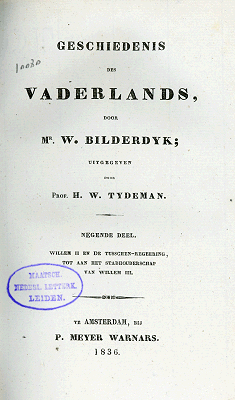 GESCHIEDENIS
10030
DES
VADERLANDS,
DOOR
Mr. W. BILDERDYK;
UITGEGEVEN
DOOR
Prof. H. W. TYDEMAN.
NEGENDE DEEL.
WILLEM II EN DE TUSSCHEN-REGEERING,
TOT AAN HET STADHOUDERSCHAP
VAN WILLEM III.
MAATSCH.
NEDERL. LETTERK.
LEIDEN.
TE AMSTERDAM, BIJ
P. MEYER WARNARS.
1836.